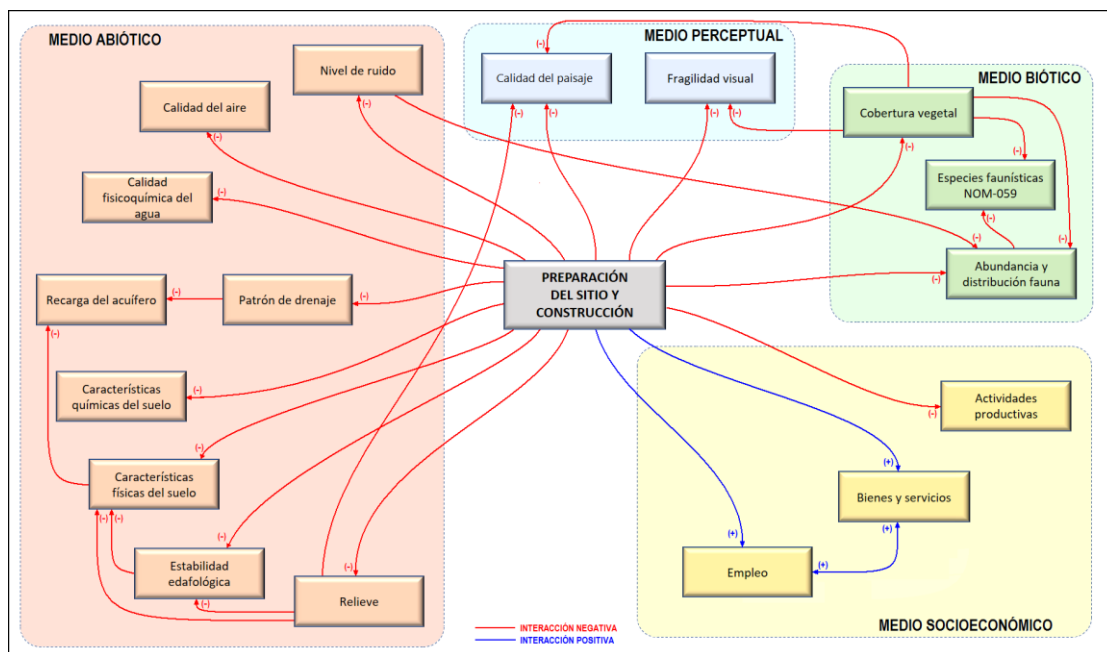 MEDIO ABIÓTICO
Nivel de ruido
(-)
Calidad del aire
(-)
Calidad
fisicoquímica del
agua
(-)
Recarga del acuífero
(-)
(-)
Patrón de drenaje
(-)
Características
químicas del suelo
(-)
Características
físicas del suelo
(-)
(-)
(-)
Estabilidad
edafológica
(-)
(-)
Relieve
(-)
MEDIO PERCEPTUAL
Calidad del paisaje
(-)
(-)
(-)
Fragilidad visual
(-)
(-)
MEDIO BIÓTICO
Cobertura vegetal
(-)
Especies faunísticas
NOM-059
(-)
(-)
Abundancia y
distribución fauna
(-)
(-)
(-)
PREPARACIÓN
DEL SITIO Y
CONSTRUCCIÓN
Actividades
productivas
(-)
Bienes y servicios
(+)
(+)
Empleo
(+)
(+)
MEDIO SOCIOECONÓMICO
INTERACCIÓN NEGATIVA
INTERACCIÓN POSITIVA